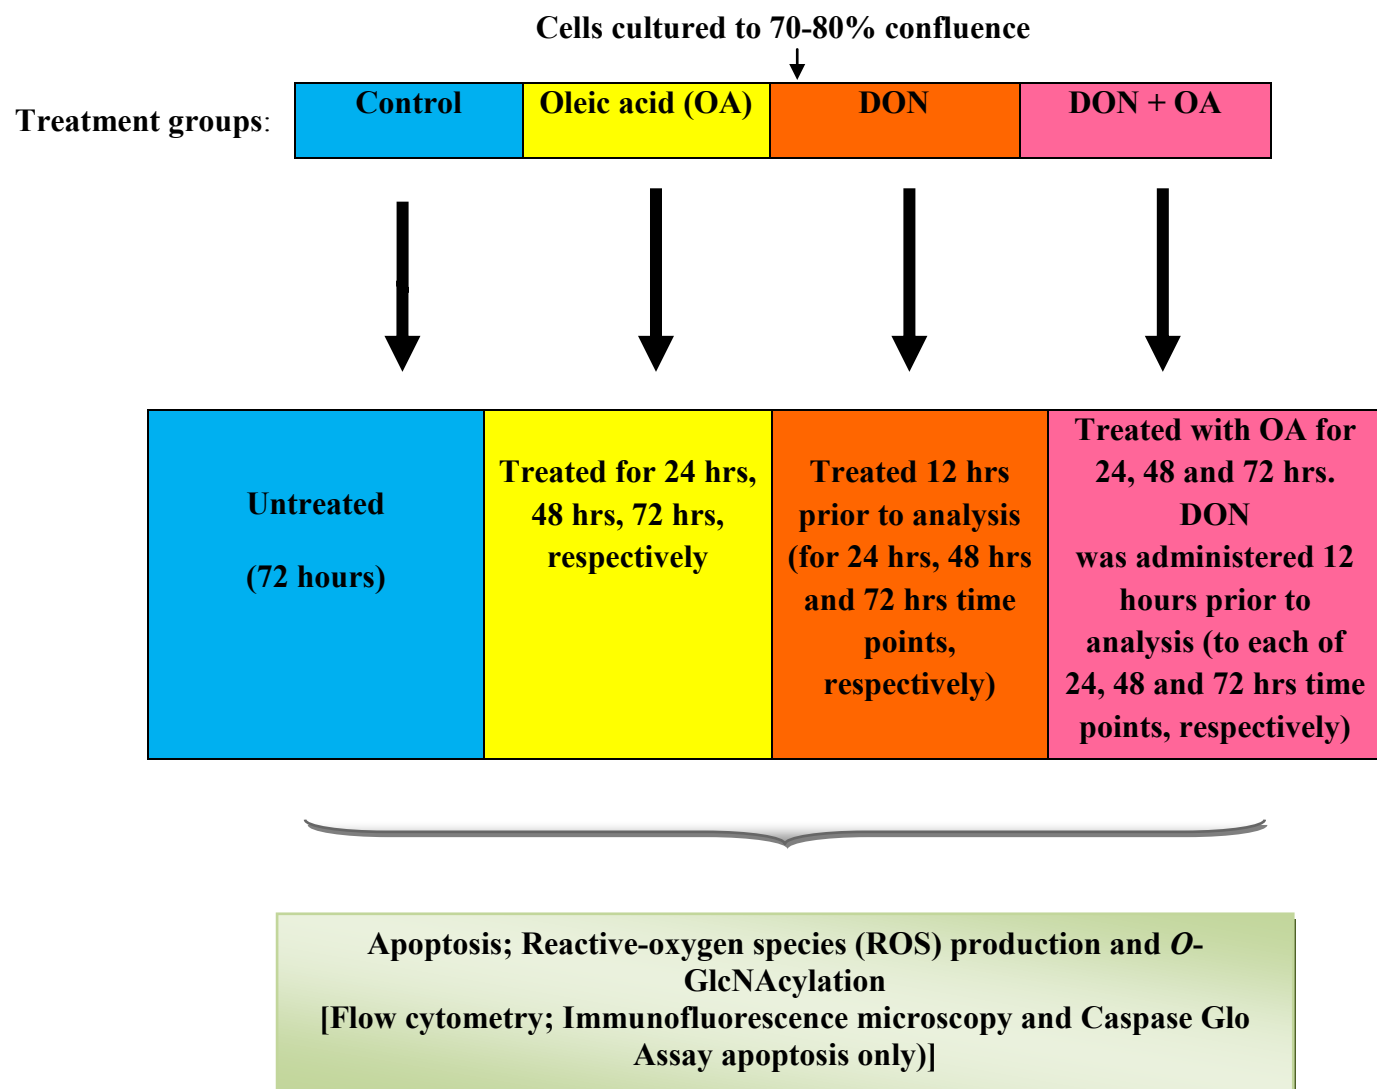 Cells cultured to 70-80% confluence
Treatment groups:
Control
Oleic acid (OA)
DON
DON + OA
Untreated
(72 hours)
Treated for 24 hrs,
48 hrs, 72 hrs,
respectively
Treated 12 hrs
prior to analysis
(for 24 hrs, 48 hrs
and 72 hrs time
points,
respectively)
Treated with OA for
24, 48 and 72 hrs.
DON
was administered 12
hours prior to
analysis (to each of
24, 48 and 72 hrs time
points, respectively)
Apoptosis; Reactive-oxygen species (ROS) production and O-
GlcNAcylation
[Flow cytometry; Immunofluorescence microscopy and Caspase Glo
Assay apoptosis only)]